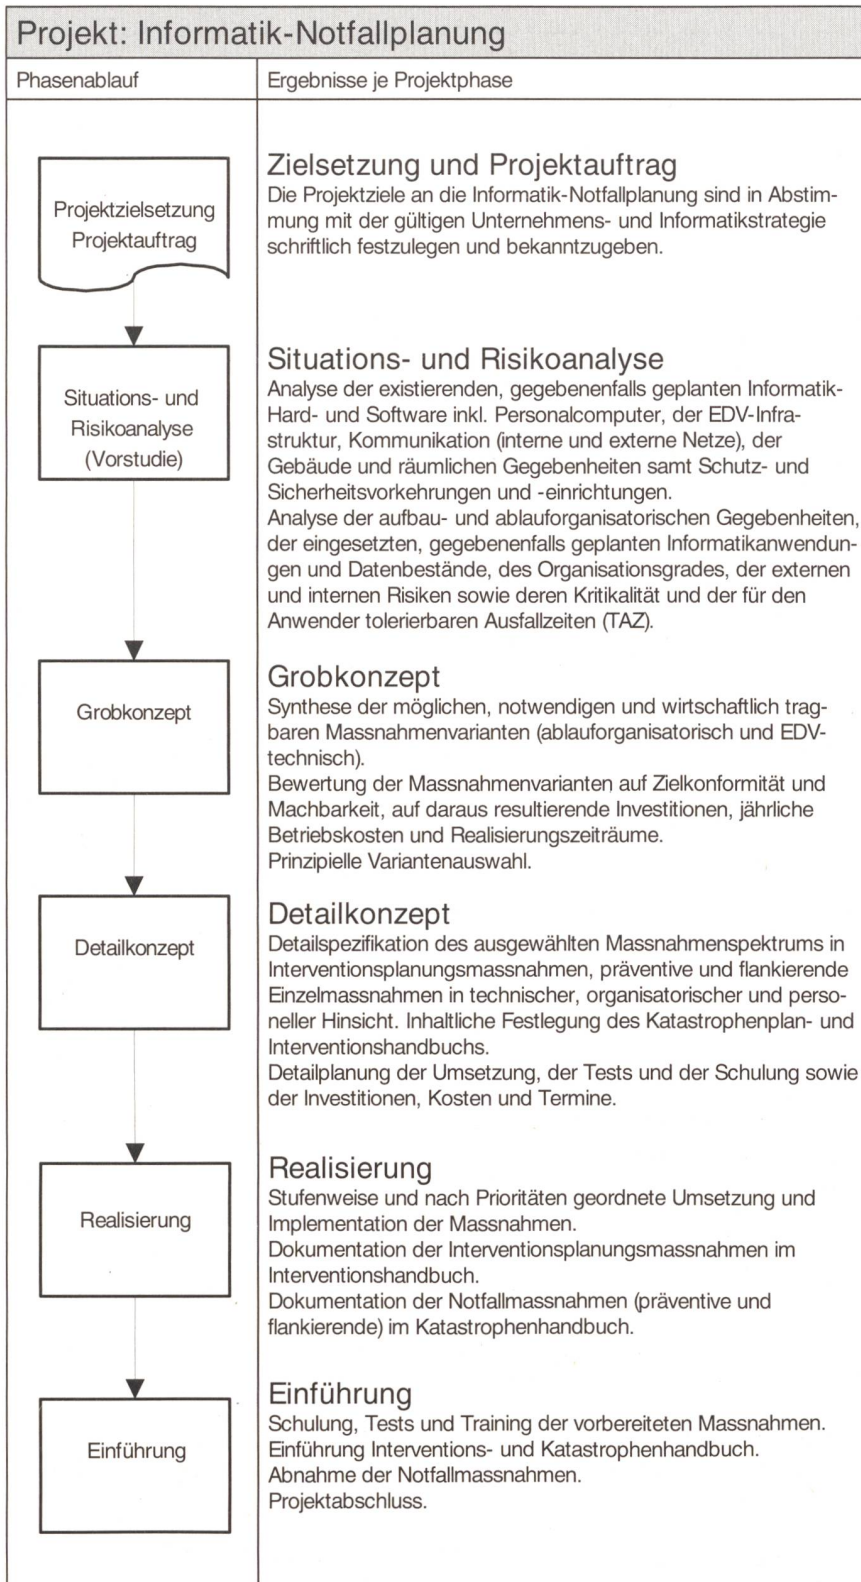 Projekt: Informatik-Notfallplanung
Phasenablauf
Ergebnisse je Projektphase
Projektzielsetzung
Projektauftrag
Zielsetzung und Projektauftrag
Die Projektziele an die Informatik-Notfallplanung sind in Abstim-
mung mit der gültigen Unternehmens- und Informatikstrategie
schriftlich festzulegen und bekanntzugeben.
Situations- und
Risikoanalyse
(Vorstudie)
Situations- und Risikoanalyse
Analyse der existierenden, gegebenenfalls geplanten Informatik-
Hard- und Software inkl. Personalcomputer, der EDV-Infra-
struktur, Kommunikation (interne und externe Netze), der
Gebäude und räumlichen Gegebenheiten samt Schutz- und
Sicherheitsvorkehrungen und -einrichtungen.
Analyse der aufbau- und ablauforganisatorischen Gegebenheiten,
der eingesetzten, gegebenenfalls geplanten Informatikanwendun-
gen und Datenbestände, des Organisationsgrades, der externen
und internen Risiken sowie deren Kritikalität und der für den
Anwender tolerierbaren Ausfallzeiten (TAZ).
Grobkonzept
Grobkonzept
Synthese der möglichen, notwendigen und wirtschaftlich trag-
baren Massnahmenvarianten (ablauforganisatorisch und EDV-
technisch).
Bewertung der Massnahmenvarianten auf Zielkonformität und
Machbarkeit, auf daraus resultierende Investitionen, jährliche
Betriebskosten und Realisierungszeiträume.
Prinzipielle Variantenauswahl.
Detailkonzept
Detailkonzept
Detailspezifikation des ausgewählten Massnahmenspektrums in
Interventionsplanungsmassnahmen, präventive und flankierende
Einzelmassnahmen in technischer, organisatorischer und perso-
neller Hinsicht. Inhaltliche Festlegung des Katastrophenplan- und
Interventionshandbuchs.
Detailplanung der Umsetzung, der Tests und der Schulung sowie
der Investitionen, Kosten und Termine.
Realisierung
Realisierung
Stufenweise und nach Prioritäten geordnete Umsetzung und
Implementation der Massnahmen.
Dokumentation der Interventionsplanungsmassnahmen im
Interventionshandbuch.
Dokumentation der Notfallmassnahmen (präventive und
flankierende) im Katastrophenhandbuch.
Einführung
Einführung
Schulung, Tests und Training der vorbereiteten Massnahmen.
Einführung Interventions- und Katastrophenhandbuch.
Abnahme der Notfallmassnahmen.
Projektabschluss.